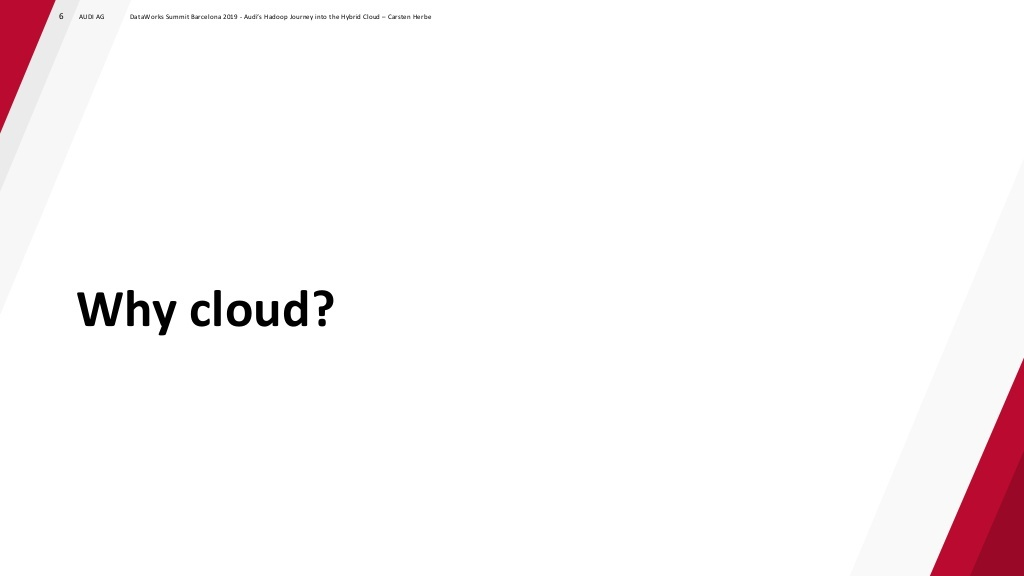 6 AUDI AG DataWorks Summit Barcelona 2019 - Audi's Hadoop Journey into the Hybrid Cloud – Carsten Herbe
Why cloud?